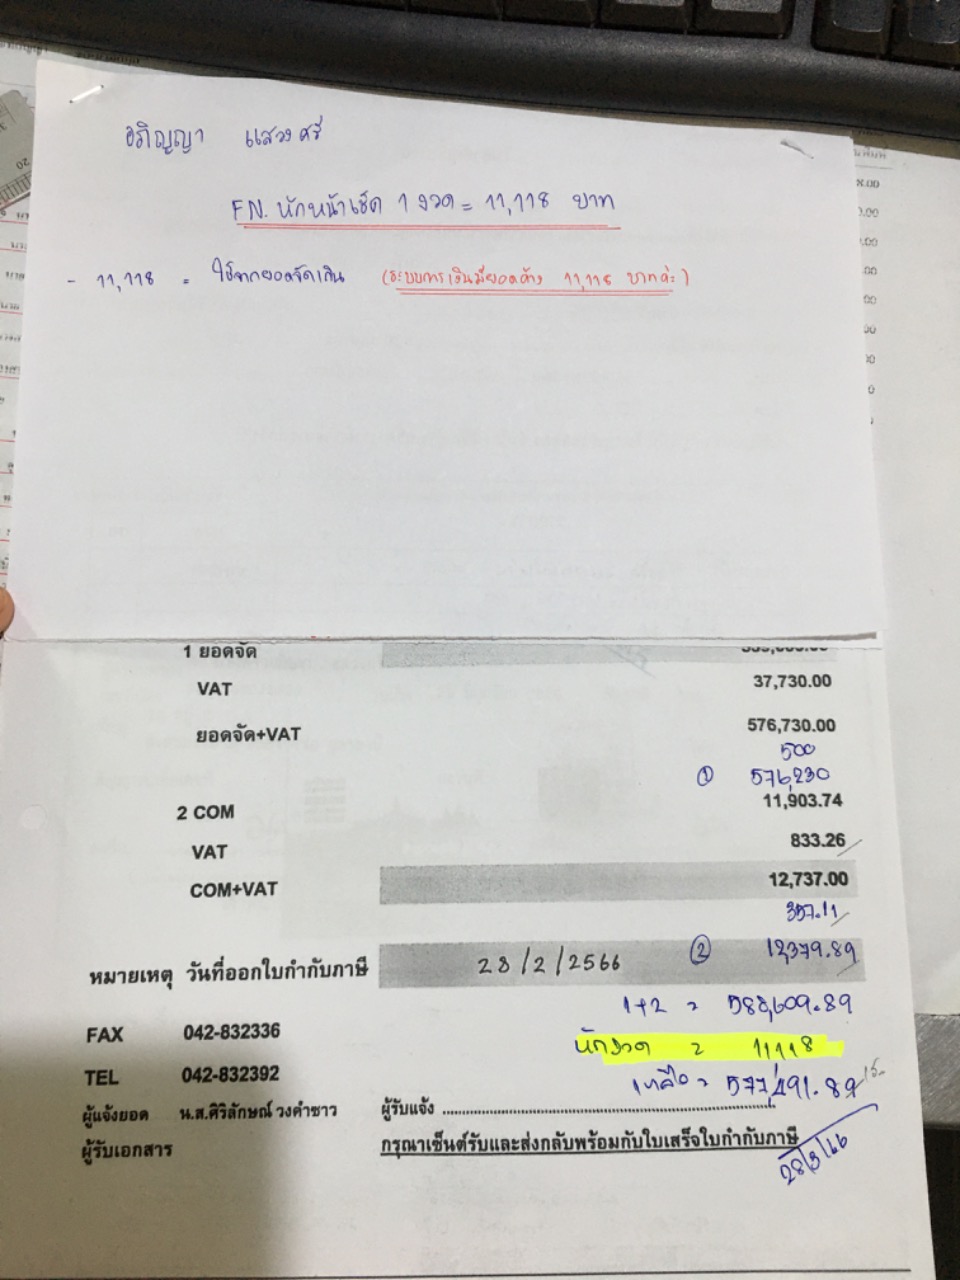 อภิญญา แสวงศรี
FN. หักหน้าเช็ค 1 งวด = 11,118 บาท
- 11,118 = ใช้จากยอดจัดเกิน (ระบบการเงินมียอดค้าง 11,118 บาทค่ะ)
1 ยอดจัด
VAT 37,730.00
ยอดจัด+VAT 576,730.00
500
① 576,230
2 COM 11,903.74
VAT 833.26
COM+VAT 12,737.00
357.11
หมายเหตุ วันที่ออกใบกำกับภาษี 28/2/2566 ② 12,379.89
1+2 = 588,609.89
FAX 042-832336
หักงวด = 11118
TEL 042-832392
เหลือ = 577,491.89
ผู้แจ้งยอด น.ส.ศิริลักษณ์ วงคำซาว ผู้รับแจ้ง
ผู้รับเอกสาร กรุณาเซ็นต์รับและส่งกลับพร้อมกับใบเสร็จใบกำกับภาษี
28/3/66